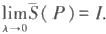 lim S̅ (P) = I.
λ→0